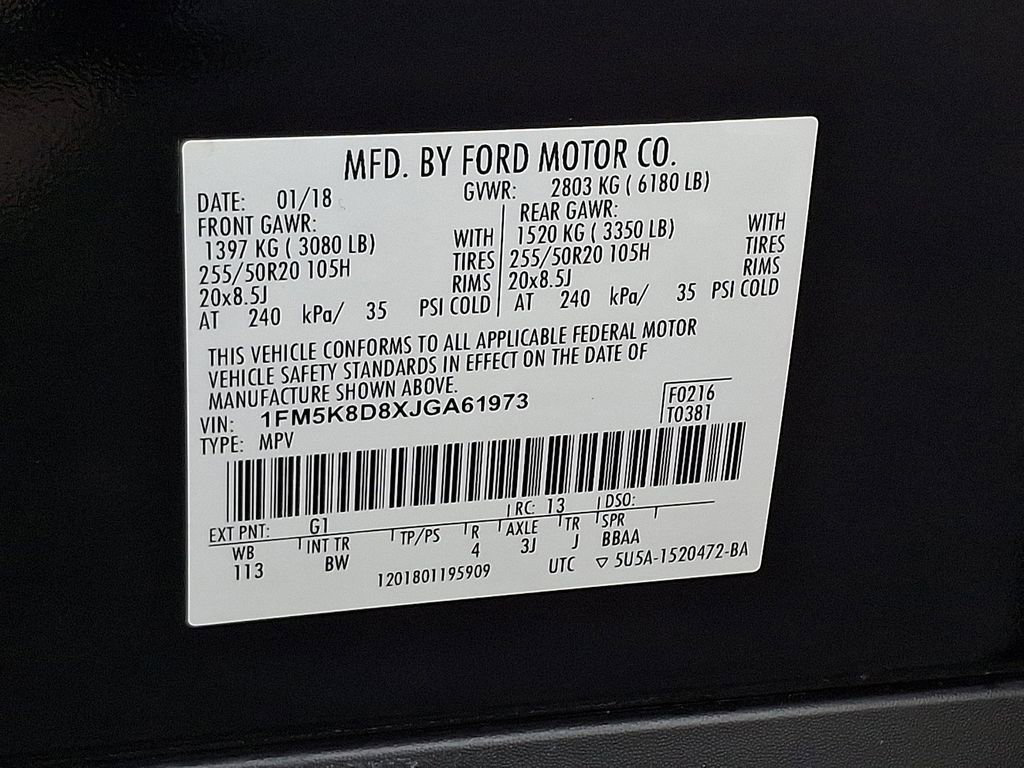 MFD. BY FORD MOTOR CO.
DATE: 01/18 GVWR: 2803 KG ( 6180 LB)
FRONT GAWR: REAR GAWR:
1397 KG ( 3080 LB) WITH 1520 KG ( 3350 LB) WITH
255/50R20 105H TIRES 255/50R20 105H TIRES
20x8.5J RIMS 20x8.5J RIMS
AT 240 kPa/ 35 PSI COLD AT 240 kPa/ 35 PSI COLD
THIS VEHICLE CONFORMS TO ALL APPLICABLE FEDERAL MOTOR
VEHICLE SAFETY STANDARDS IN EFFECT ON THE DATE OF
MANUFACTURE SHOWN ABOVE.
VIN: 1FM5K8D8XJGA61973 F0216
TYPE: MPV T0381
EXT PNT: G1 RC: 13 DSO:
WB INT TR TP/PS R AXLE TR SPR
113 BW 4 3J J BBAA
1201801195909 UTC ▽ 5U5A-1520472-BA